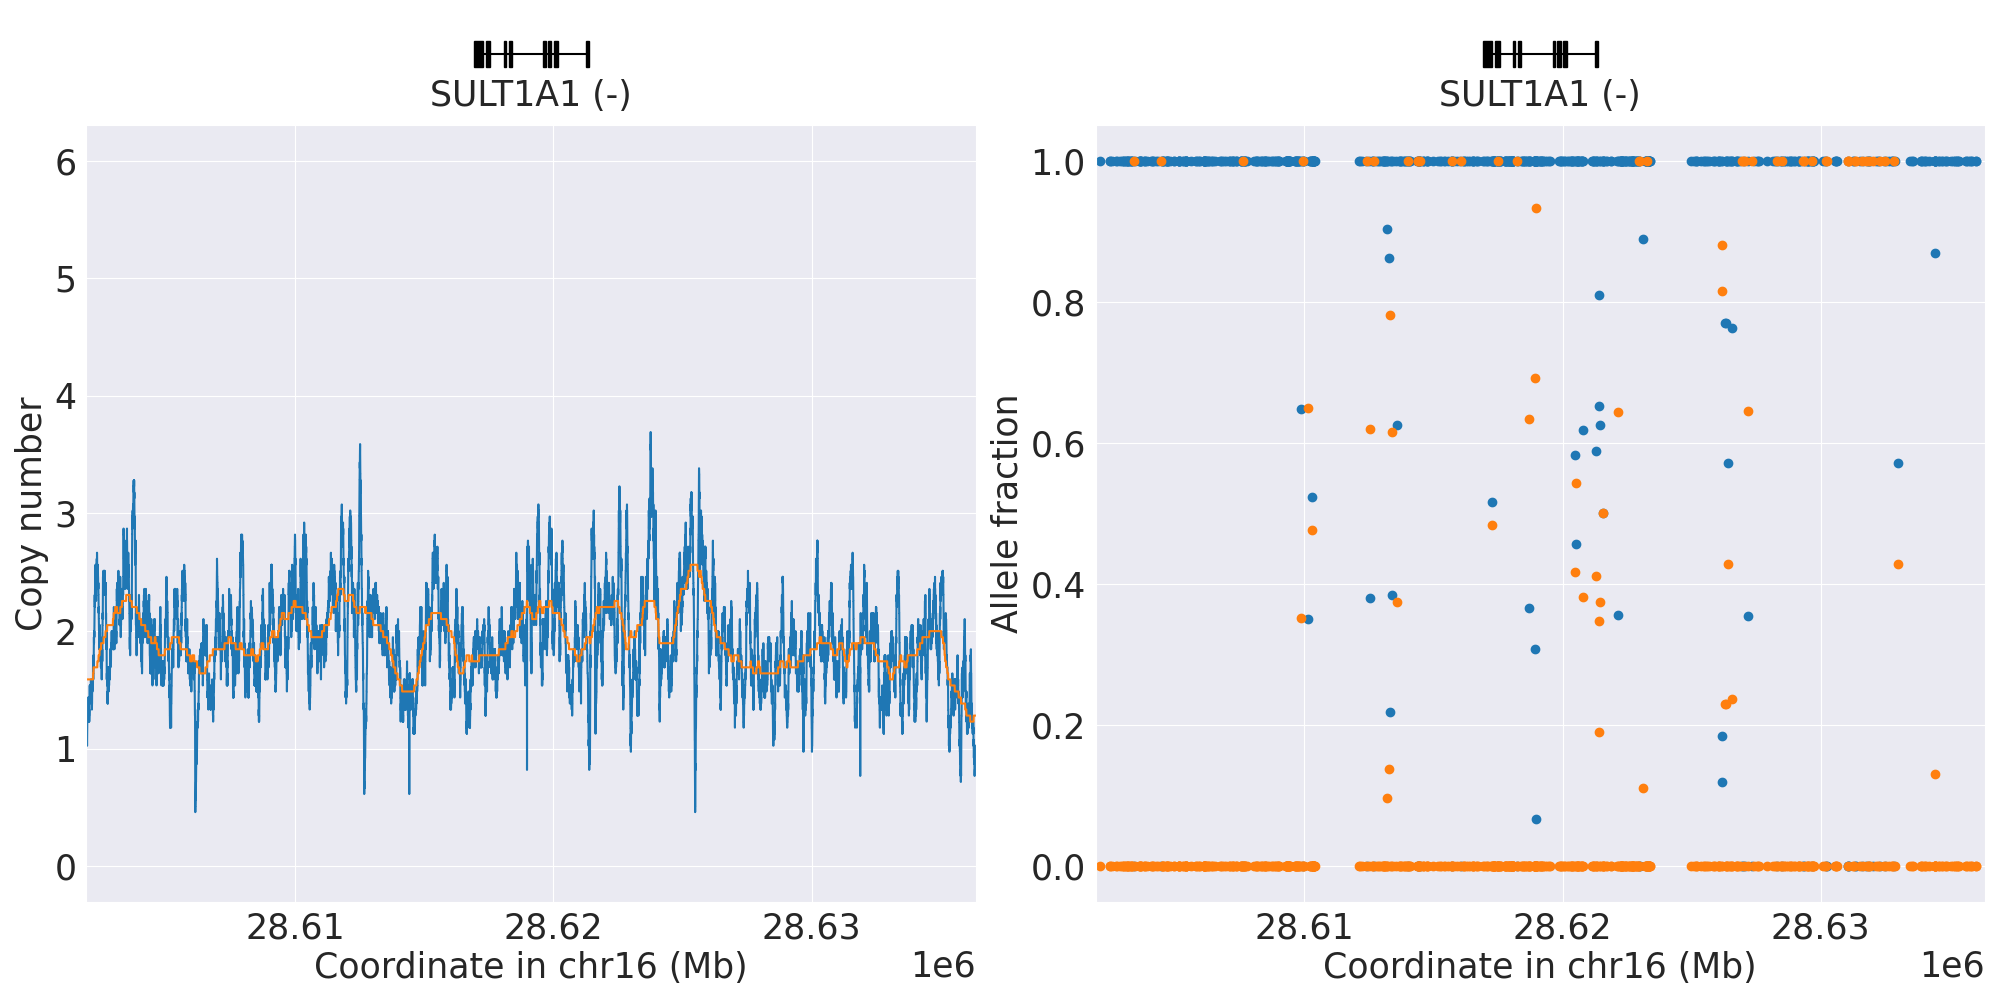 SULT1A1 (-)
6
5
4
3
2
1
0
Copy number
28.61
28.62
28.63
Coordinate in chr16 (Mb)
1e6
SULT1A1 (-)
1.0
0.8
0.6
0.4
0.2
0.0
Allele fraction
28.61
28.62
28.63
Coordinate in chr16 (Mb)
1e6